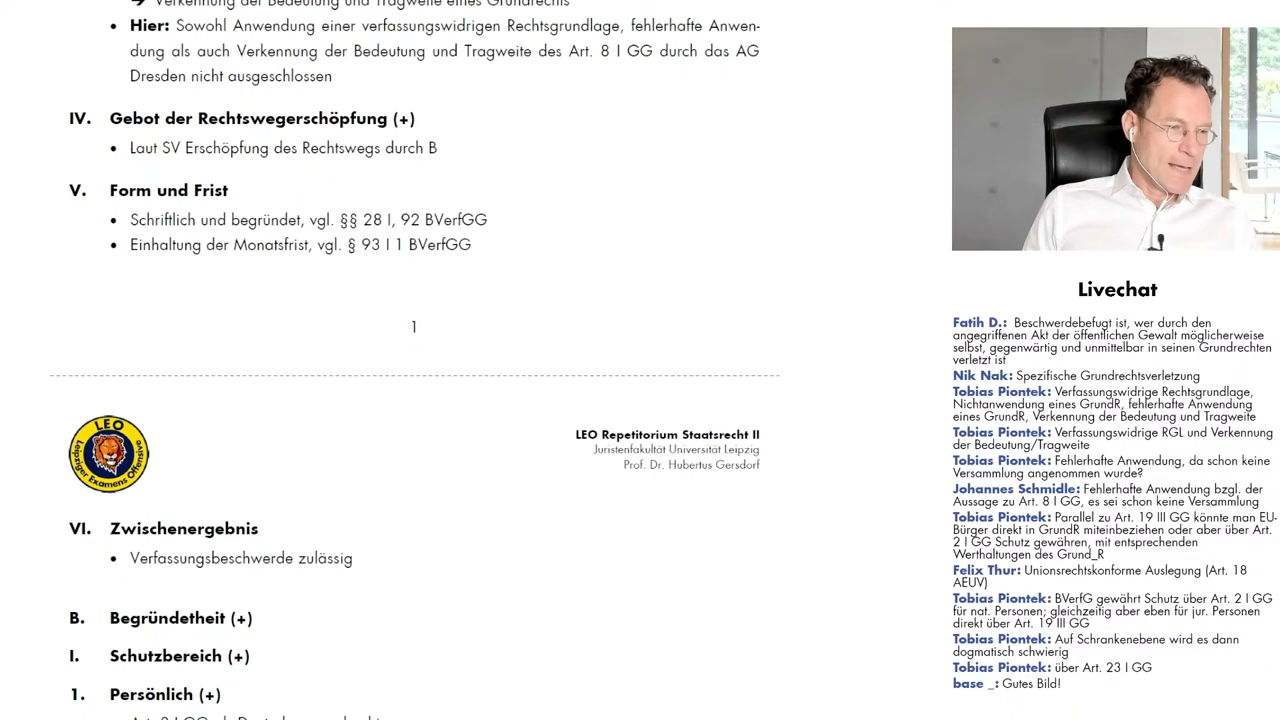 → Verkennung der Bedeutung und Tragweite eines Grundrechts
• Hier: Sowohl Anwendung einer verfassungswidrigen Rechtsgrundlage, fehlerhafte Anwen-
dung als auch Verkennung der Bedeutung und Tragweite des Art. 8 I GG durch das AG
Dresden nicht ausgeschlossen
IV. Gebot der Rechtswegerschöpfung (+)
• Laut SV Erschöpfung des Rechtswegs durch B
V. Form und Frist
• Schriftlich und begründet, vgl. §§ 28 I, 92 BVerfGG
• Einhaltung der Monatsfrist, vgl. § 93 I 1 BVerfGG
1
LEO
Leipziger Examens Offensive
LEO Repetitorium Staatsrecht II
Juristenfakultät Universität Leipzig
Prof. Dr. Hubertus Gersdorf
VI. Zwischenergebnis
• Verfassungsbeschwerde zulässig
B. Begründetheit (+)
I. Schutzbereich (+)
1. Persönlich (+)
Livechat
Fatih D.: Beschwerdebefugt ist, wer durch den
angegriffenen Akt der öffentlichen Gewalt möglicherweise
selbst, gegenwärtig und unmittelbar in seinen Grundrechten
verletzt ist
Nik Nak: Spezifische Grundrechtsverletzung
Tobias Piontek: Verfassungswidrige Rechtsgrundlage,
Nichtanwendung eines GrundR, fehlerhafte Anwendung
eines GrundR, Verkennung der Bedeutung und Tragweite
Tobias Piontek: Verfassungswidrige RGL und Verkennung
der Bedeutung/Tragweite
Tobias Piontek: Fehlerhafte Anwendung, da schon keine
Versammlung angenommen wurde?
Johannes Schmidle: Fehlerhafte Anwendung bzgl. der
Aussage zu Art. 8 I GG, es sei schon keine Versammlung
Tobias Piontek: Parallel zu Art. 19 III GG könnte man EU-
Bürger direkt in GrundR miteinbeziehen oder aber über Art.
2 I GG Schutz gewähren, mit entsprechenden
Werthaltungen des Grund_R
Felix Thur: Unionsrechtskonforme Auslegung (Art. 18
AEUV)
Tobias Piontek: BVerfG gewährt Schutz über Art. 2 I GG
für nat. Personen; gleichzeitig aber eben für jur. Personen
direkt über Art. 19 III GG
Tobias Piontek: Auf Schrankenebene wird es dann
dogmatisch schwierig
Tobias Piontek: über Art. 23 I GG
base _: Gutes Bild!